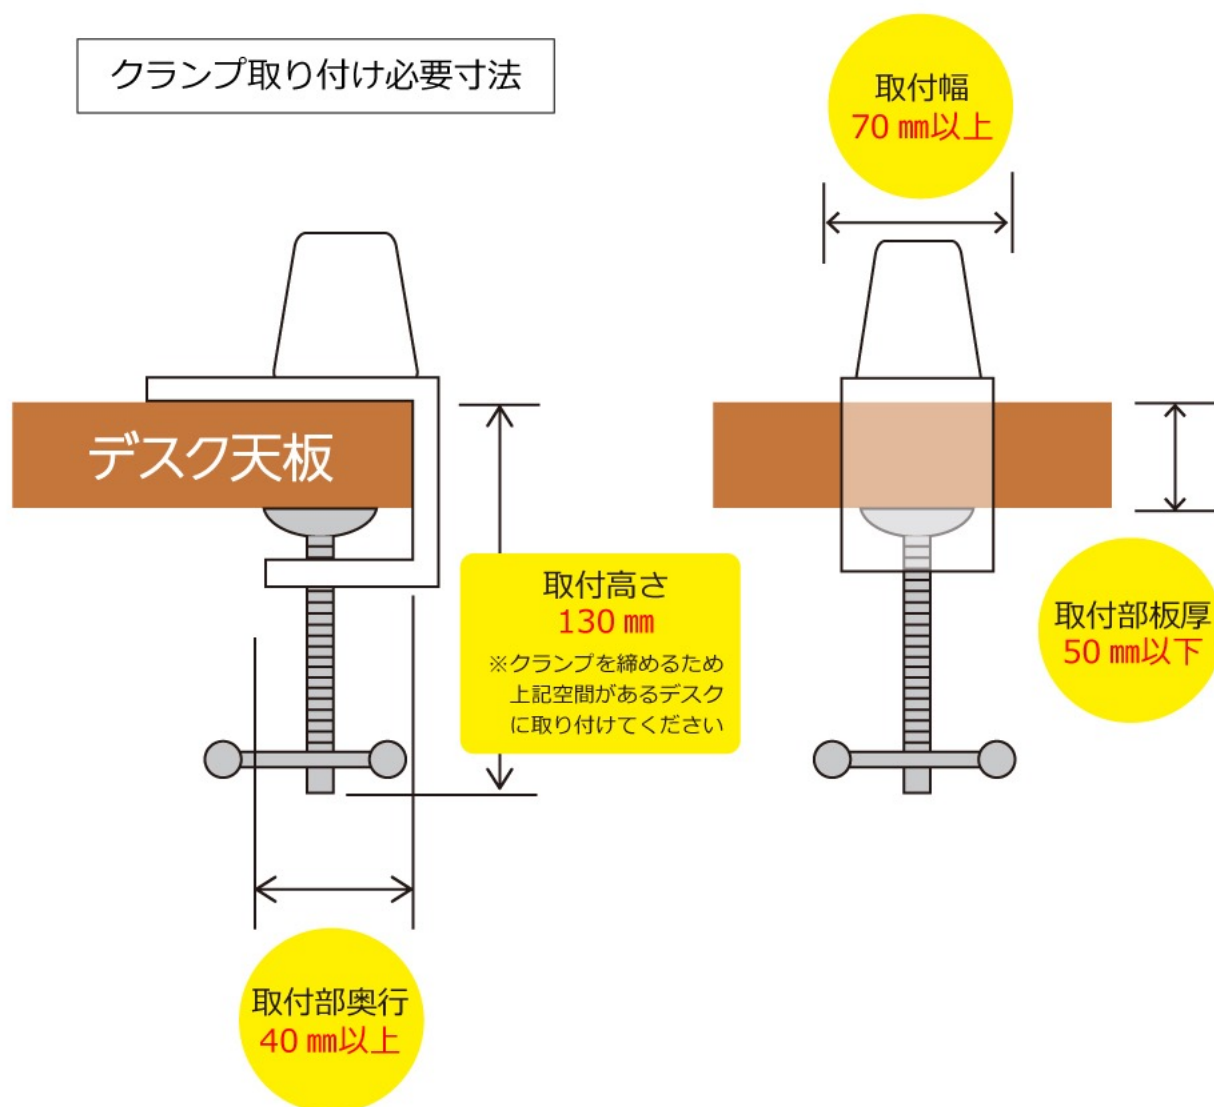 クランプ取り付け必要寸法
取付幅
70 ㎜以上
デスク天板
取付高さ
130 ㎜
※クランプを締めるため
上記空間があるデスク
に取り付けてください
取付部板厚
50 ㎜以下
取付部奥行
40 ㎜以上